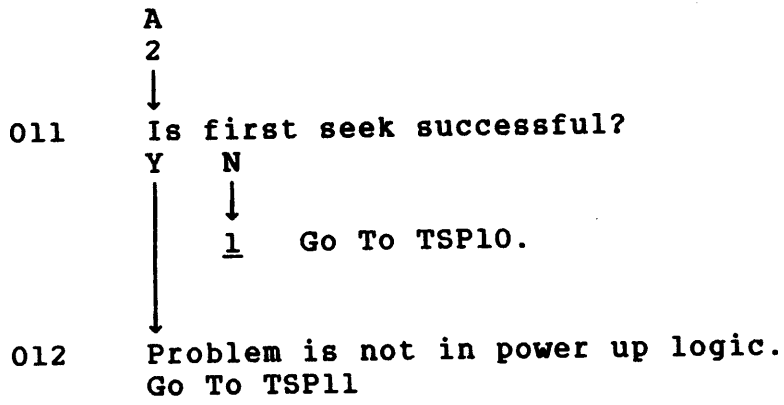 A
2
011 Is first seek successful?
Y N
1 Go To TSP10.
012 Problem is not in power up logic.
Go To TSP11